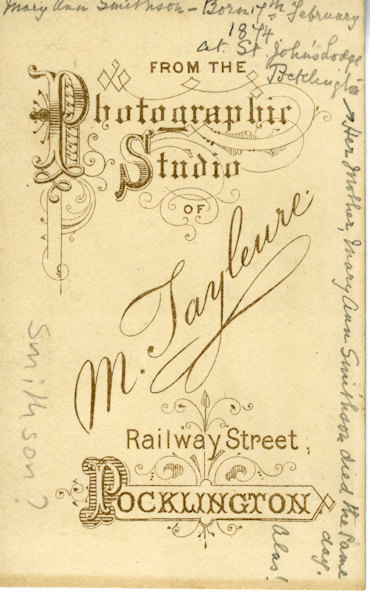 Mary Ann Smithson – Born 7th February
1874
at St. John's Lodge
Pocklington
FROM THE
Photographic
Studio
OF
M. Tayleure.
Railway Street,
POCKLINGTON
Her Mother, Mary Ann Smithson died the same
day.
Alas!
Smithson?